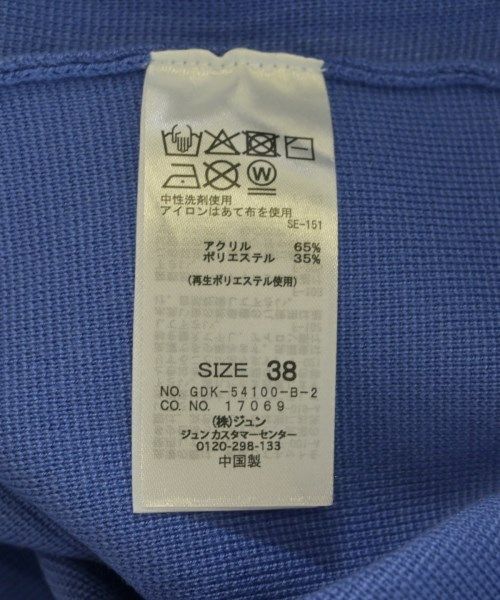 W
中性洗剤使用
アイロンはあて布を使用
SE-151
アクリル 65%
ポリエステル 35%
(再生ポリエステル使用)
SIZE 38
NO. GDK-54100-B-2
CO. NO. 17069
(株)ジュン
ジュンカスタマーセンター
0120-298-133
中国製